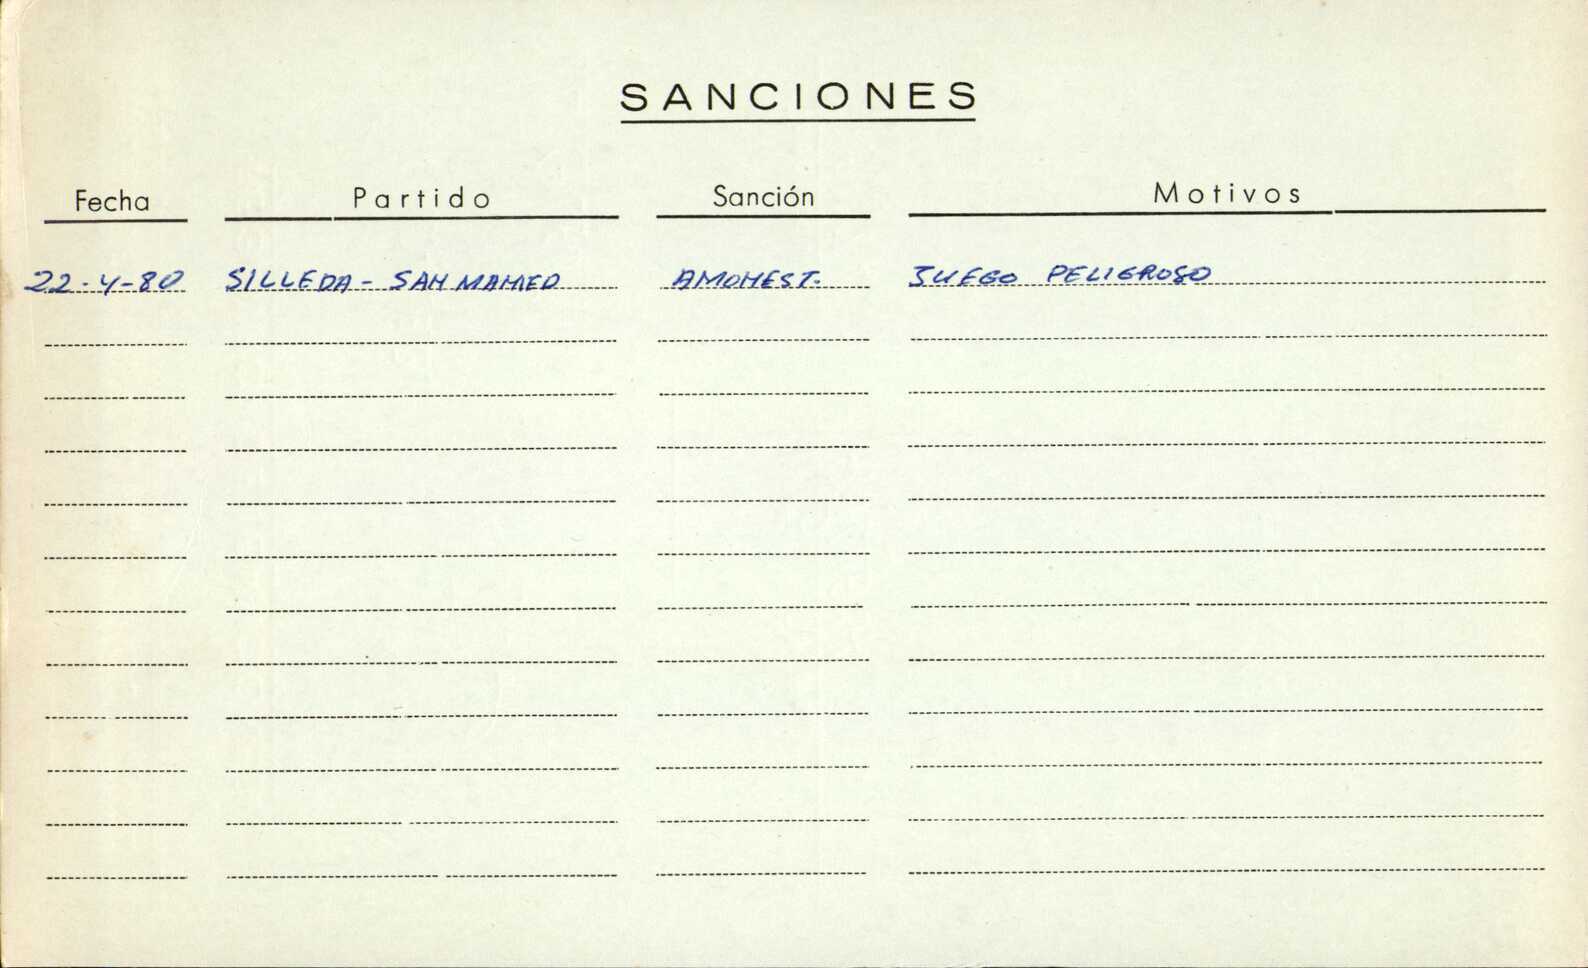 SANCIONES
Fecha Partido Sanción Motivos
22-4-80 SILLEDA - SAN MAMED AMONEST. JUEGO PELIGROSO